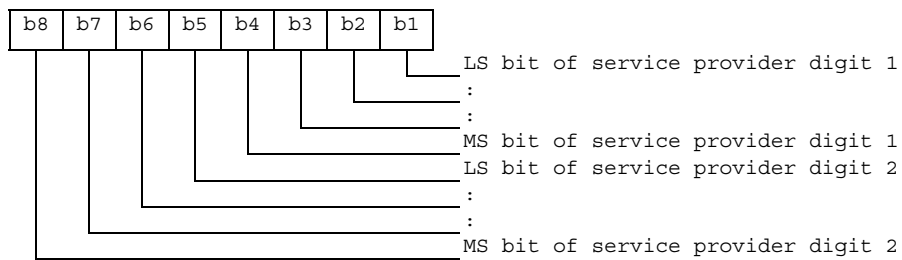 b8 b7 b6 b5 b4 b3 b2 b1
LS bit of service provider digit 1
:
:
MS bit of service provider digit 1
LS bit of service provider digit 2
:
:
MS bit of service provider digit 2